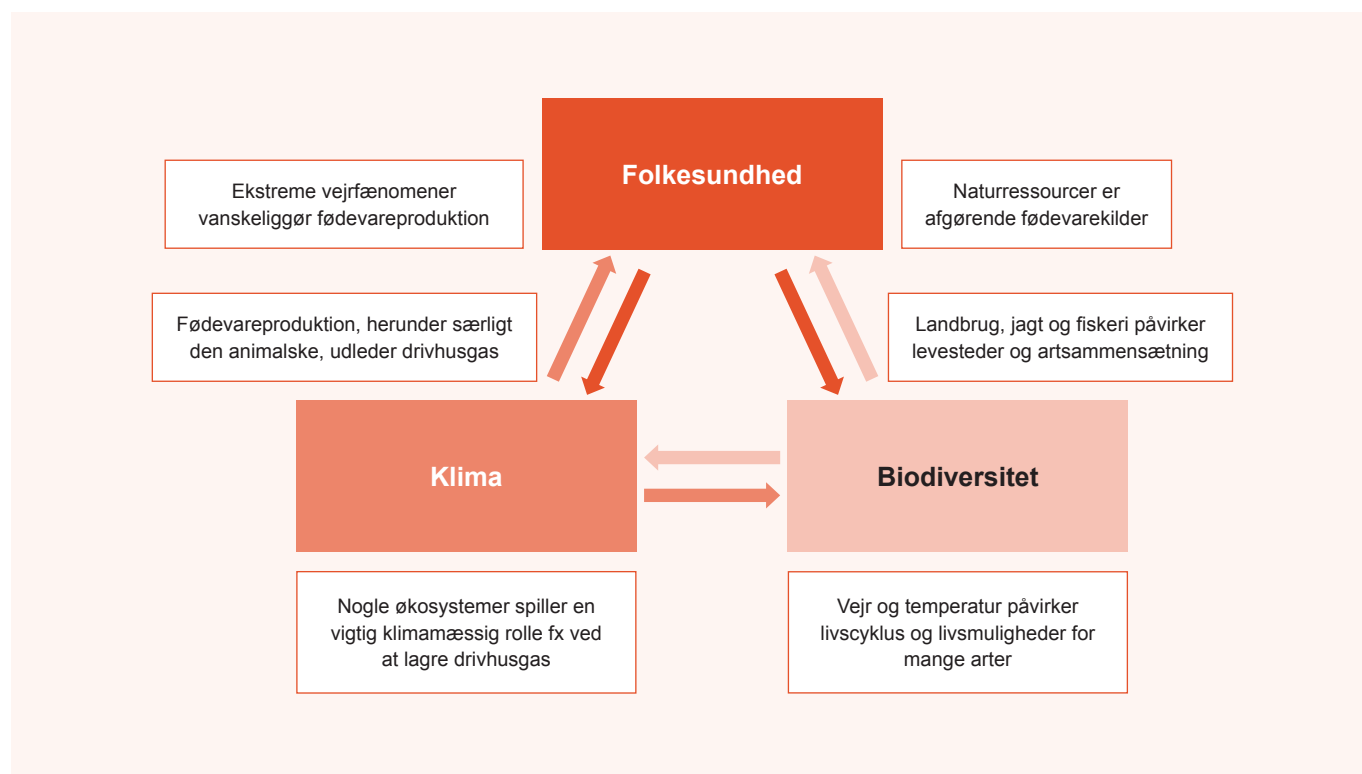 Folkesundhed
Ekstreme vejrfænomener
vanskeliggør fødevareproduktion
Naturressourcer er
afgørende fødevarekilder
Fødevareproduktion, herunder særligt
den animalske, udleder drivhusgas
Landbrug, jagt og fiskeri påvirker
levesteder og artsammensætning
Klima
Biodiversitet
Nogle økosystemer spiller en
vigtig klimamæssig rolle fx ved
at lagre drivhusgas
Vejr og temperatur påvirker
livscyklus og livsmuligheder for
mange arter